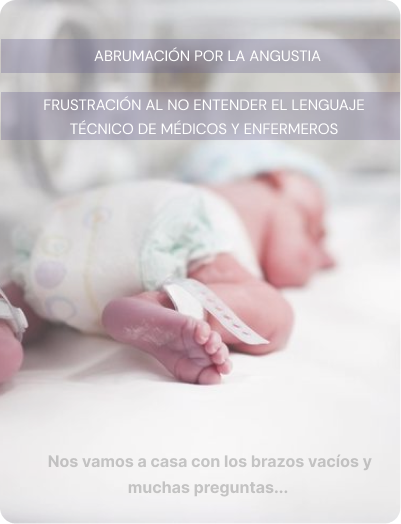 ABRUMACIÓN POR LA ANGUSTIA
FRUSTRACIÓN AL NO ENTENDER EL LENGUAJE
TÉCNICO DE MÉDICOS Y ENFERMEROS
Nos vamos a casa con los brazos vacíos y
muchas preguntas...